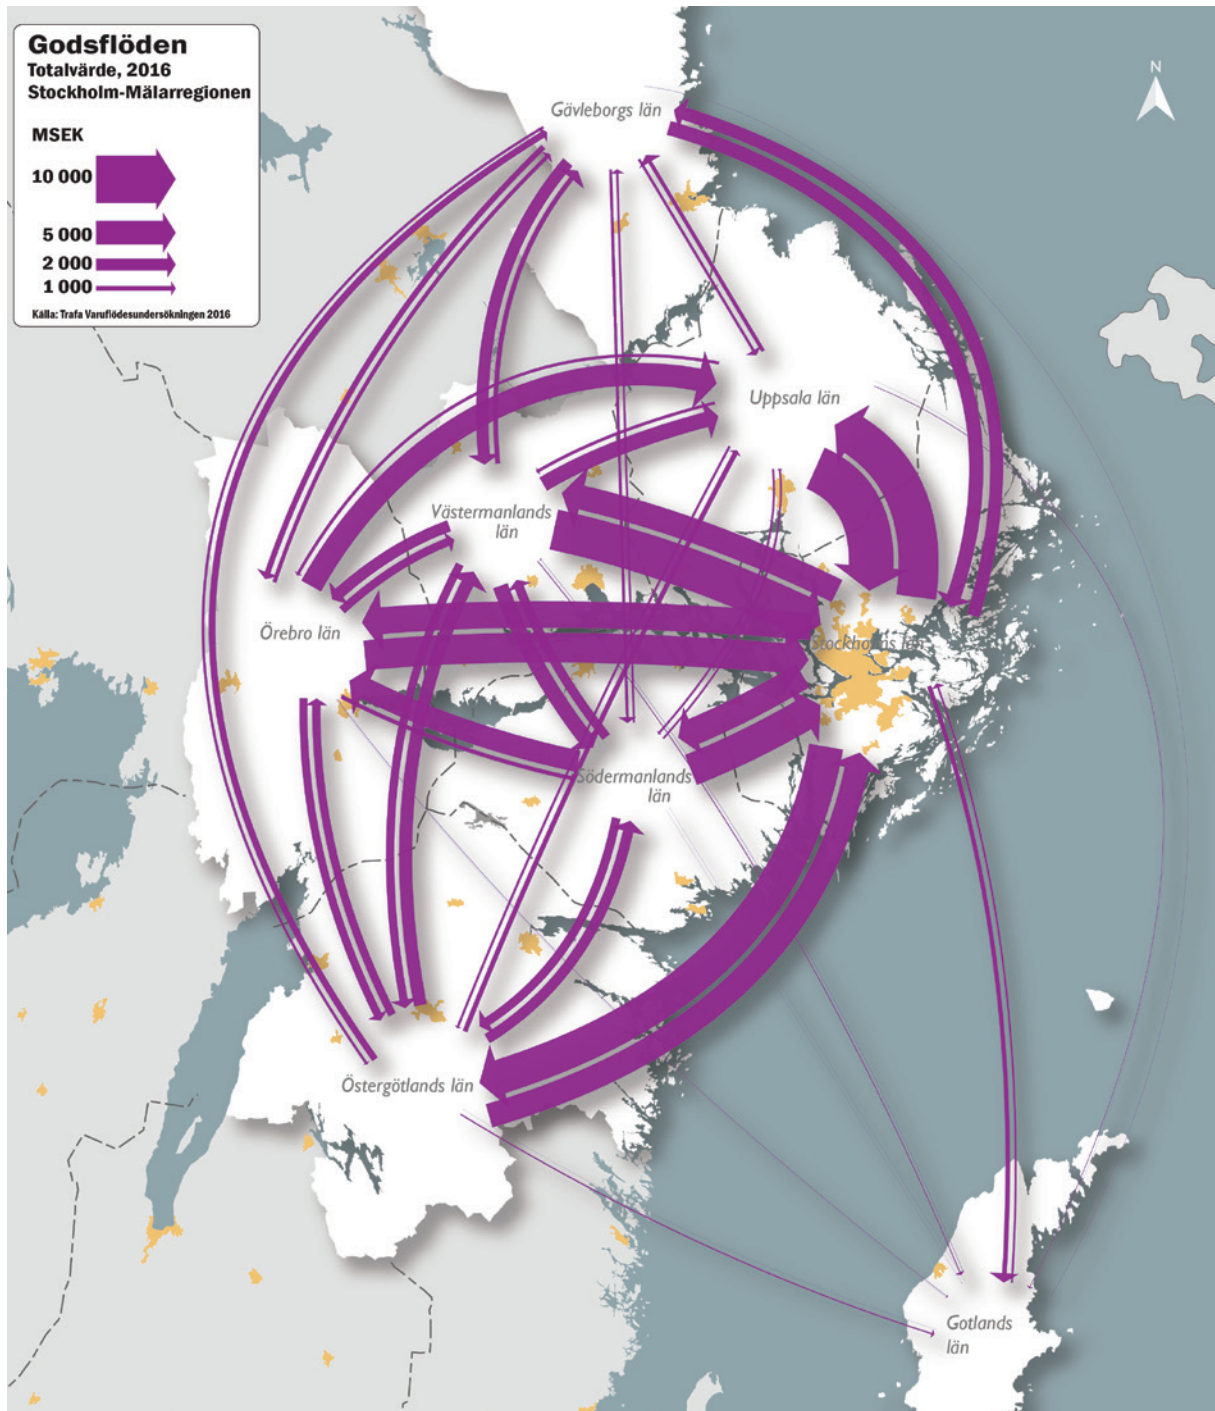 Godsflöden
Totalvärde, 2016
Stockholm-Mälarregionen
MSEK
10 000
5 000
2 000
1 000
Källa: Trafa Varuflödesundersökningen 2016
N
Gävleborgs län
Uppsala län
Västermanlands
län
Örebro län
Stockholms län
Södermanlands
län
Östergötlands län
Gotlands
län